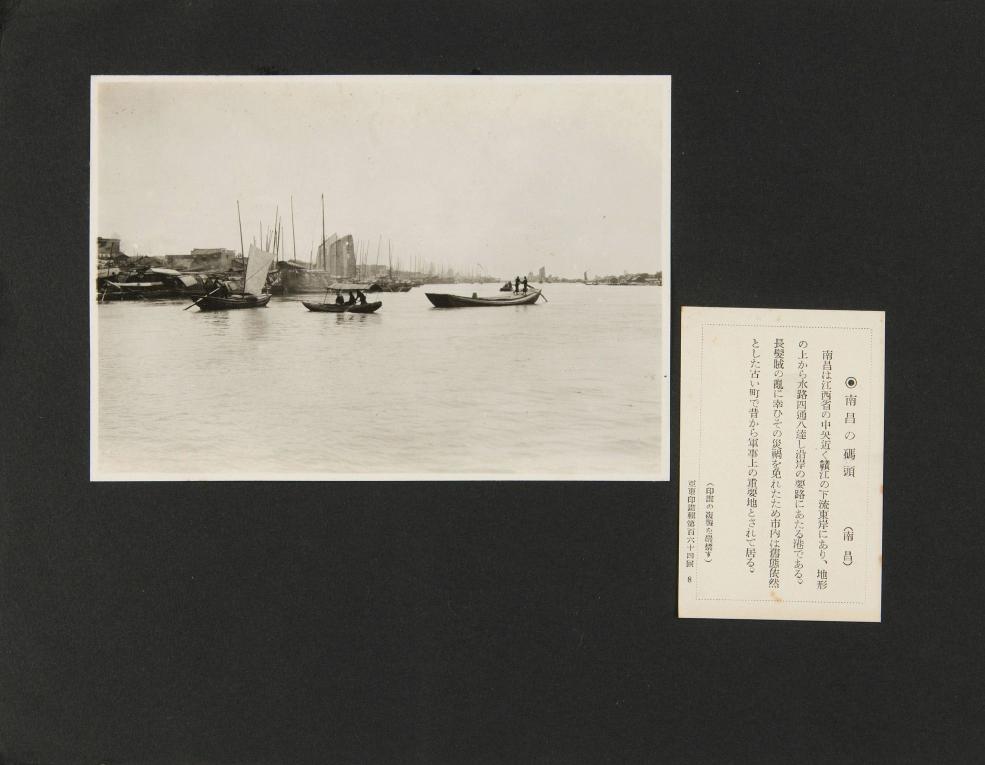 ◉南昌の碼頭　（南昌）
南昌は江西省の中央近く贛江の下流東岸にあり、地形
の上から水路四通八達し沿岸の要路にあたる港である。
長髮賊の亂に幸ひその災禍を免れたため市內は舊態依然
とした古い町で昔から軍事上の重要地とされて居る。
（印畫の複製を嚴禁す）
亞東印畫輯第百六十四回 8